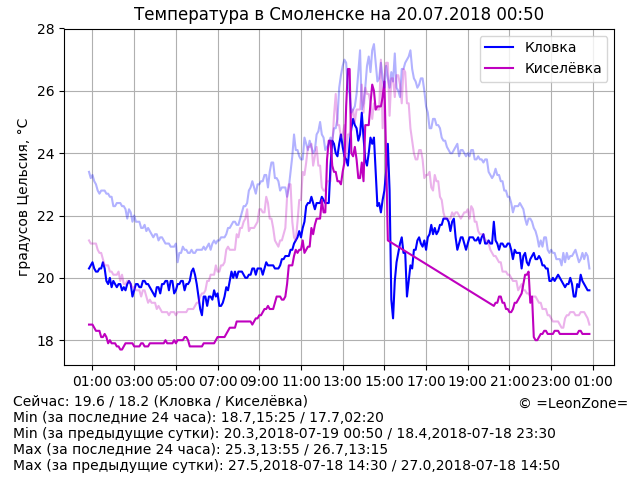 Температура в Смоленске на 20.07.2018 00:50
градусов Цельсия, °C
28
26
24
22
20
18
Кловка
Киселёвка
01:00 03:00 05:00 07:00 09:00 11:00 13:00 15:00 17:00 19:00 21:00 23:00 01:00
Сейчас: 19.6 / 18.2 (Кловка / Киселёвка)
© =LeonZone=
Min (за последние 24 часа): 18.7,15:25 / 17.7,02:20
Min (за предыдущие сутки): 20.3,2018-07-19 00:50 / 18.4,2018-07-18 23:30
Max (за последние 24 часа): 25.3,13:55 / 26.7,13:15
Max (за предыдущие сутки): 27.5,2018-07-18 14:30 / 27.0,2018-07-18 14:50